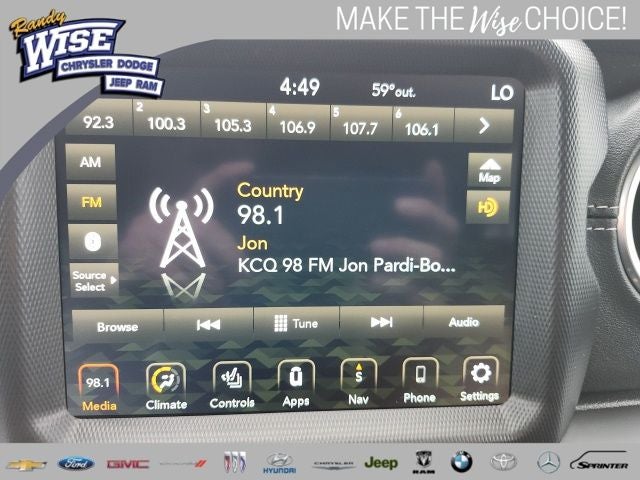 Randy
WISE
CHRYSLER DODGE
JEEP RAM
MAKE THE Wise CHOICE!
4:49 59°out. LO
92.3 2 100.3 3 105.3 4 106.9 5 107.7 6 106.1
AM
FM
Source
Select
Country
98.1
Jon
KCQ 98 FM Jon Pardi-Bo...
Map
HD
Browse Tune Audio
98.1 S
Media Climate Controls Apps Nav Phone Settings
Ford GMC HYUNDAI CHRYSLER Jeep RAM BMW SPRINTER